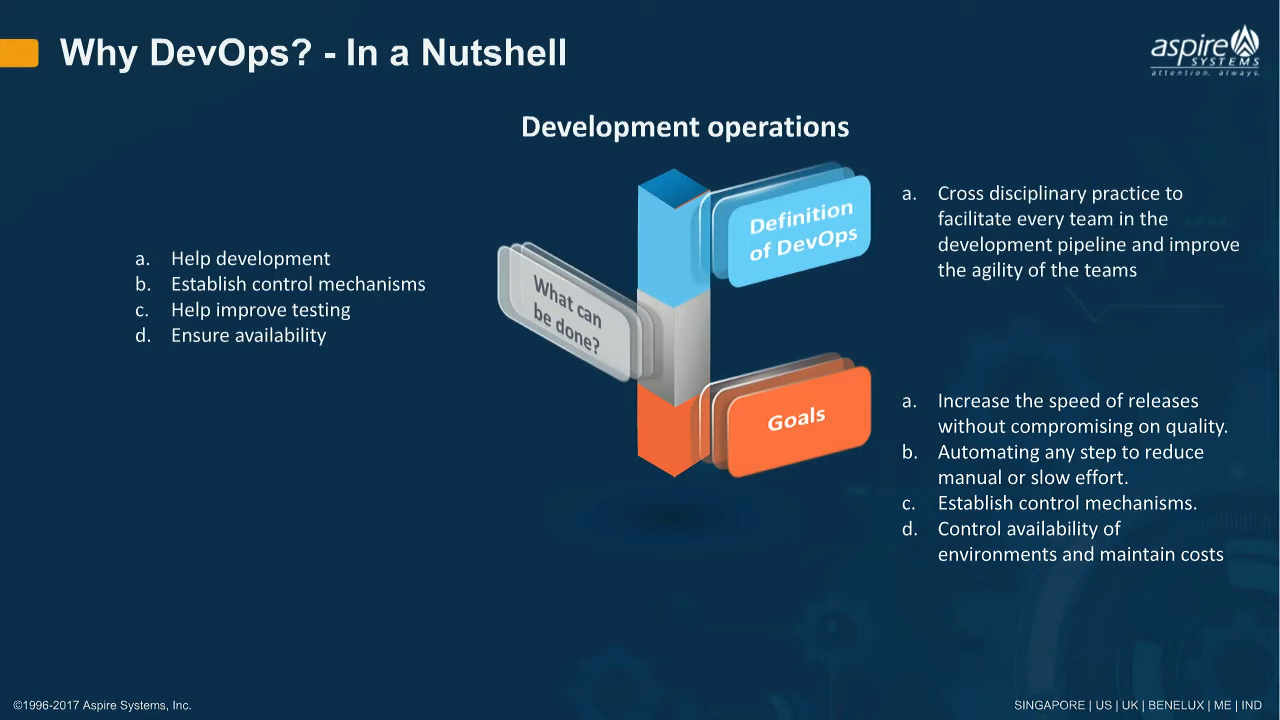 Why DevOps? - In a Nutshell
aspire
SYSTEMS
attention. always.
Development operations
Definition
of DevOps
a. Cross disciplinary practice to
facilitate every team in the
development pipeline and improve
the agility of the teams
a. Help development
b. Establish control mechanisms
c. Help improve testing
d. Ensure availability
What can
be done?
Goals
a. Increase the speed of releases
without compromising on quality.
b. Automating any step to reduce
manual or slow effort.
c. Establish control mechanisms.
d. Control availability of
environments and maintain costs
©1996-2017 Aspire Systems, Inc.
SINGAPORE | US | UK | BENELUX | ME | IND